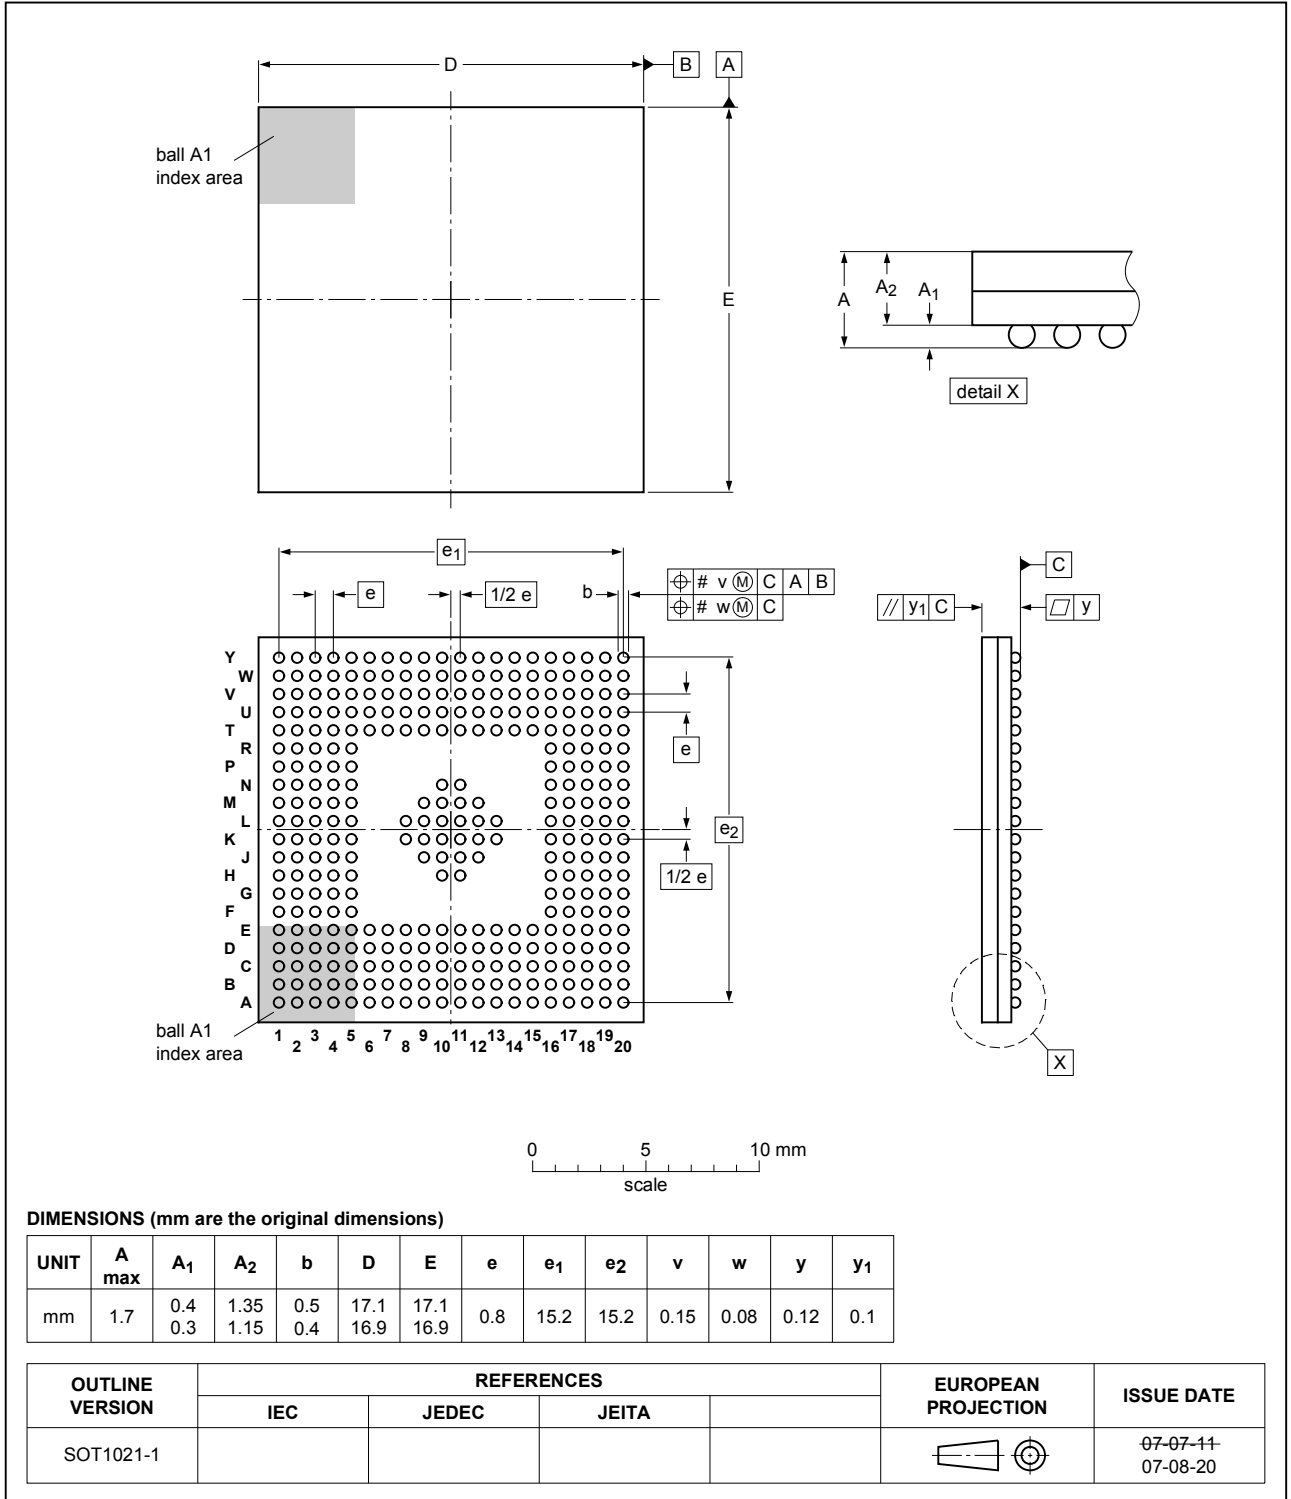 D
B
A
ball A1
index area
E
A
A2
A1
detail X
e1
e
1/2 e
b
# v M C A B
# w M C
C
// y1 C
y
Y
W
V
U
T
R
P
N
M
L
K
J
H
G
F
E
D
C
B
A
e
e2
1/2 e
ball A1
index area
1 2 3 4 5 6 7 8 9 10 11 12 13 14 15 16 17 18 19 20
X
0 5 10 mm
scale
DIMENSIONS (mm are the original dimensions)
UNIT A max A1 A2 b D E e e1 e2 v w y y1
mm 1.7 0.4 0.3 1.35 1.15 0.5 0.4 17.1 16.9 17.1 16.9 0.8 15.2 15.2 0.15 0.08 0.12 0.1
OUTLINE VERSION REFERENCES EUROPEAN PROJECTION ISSUE DATE
IEC JEDEC JEITA
SOT1021-1
07-07-11
07-08-20